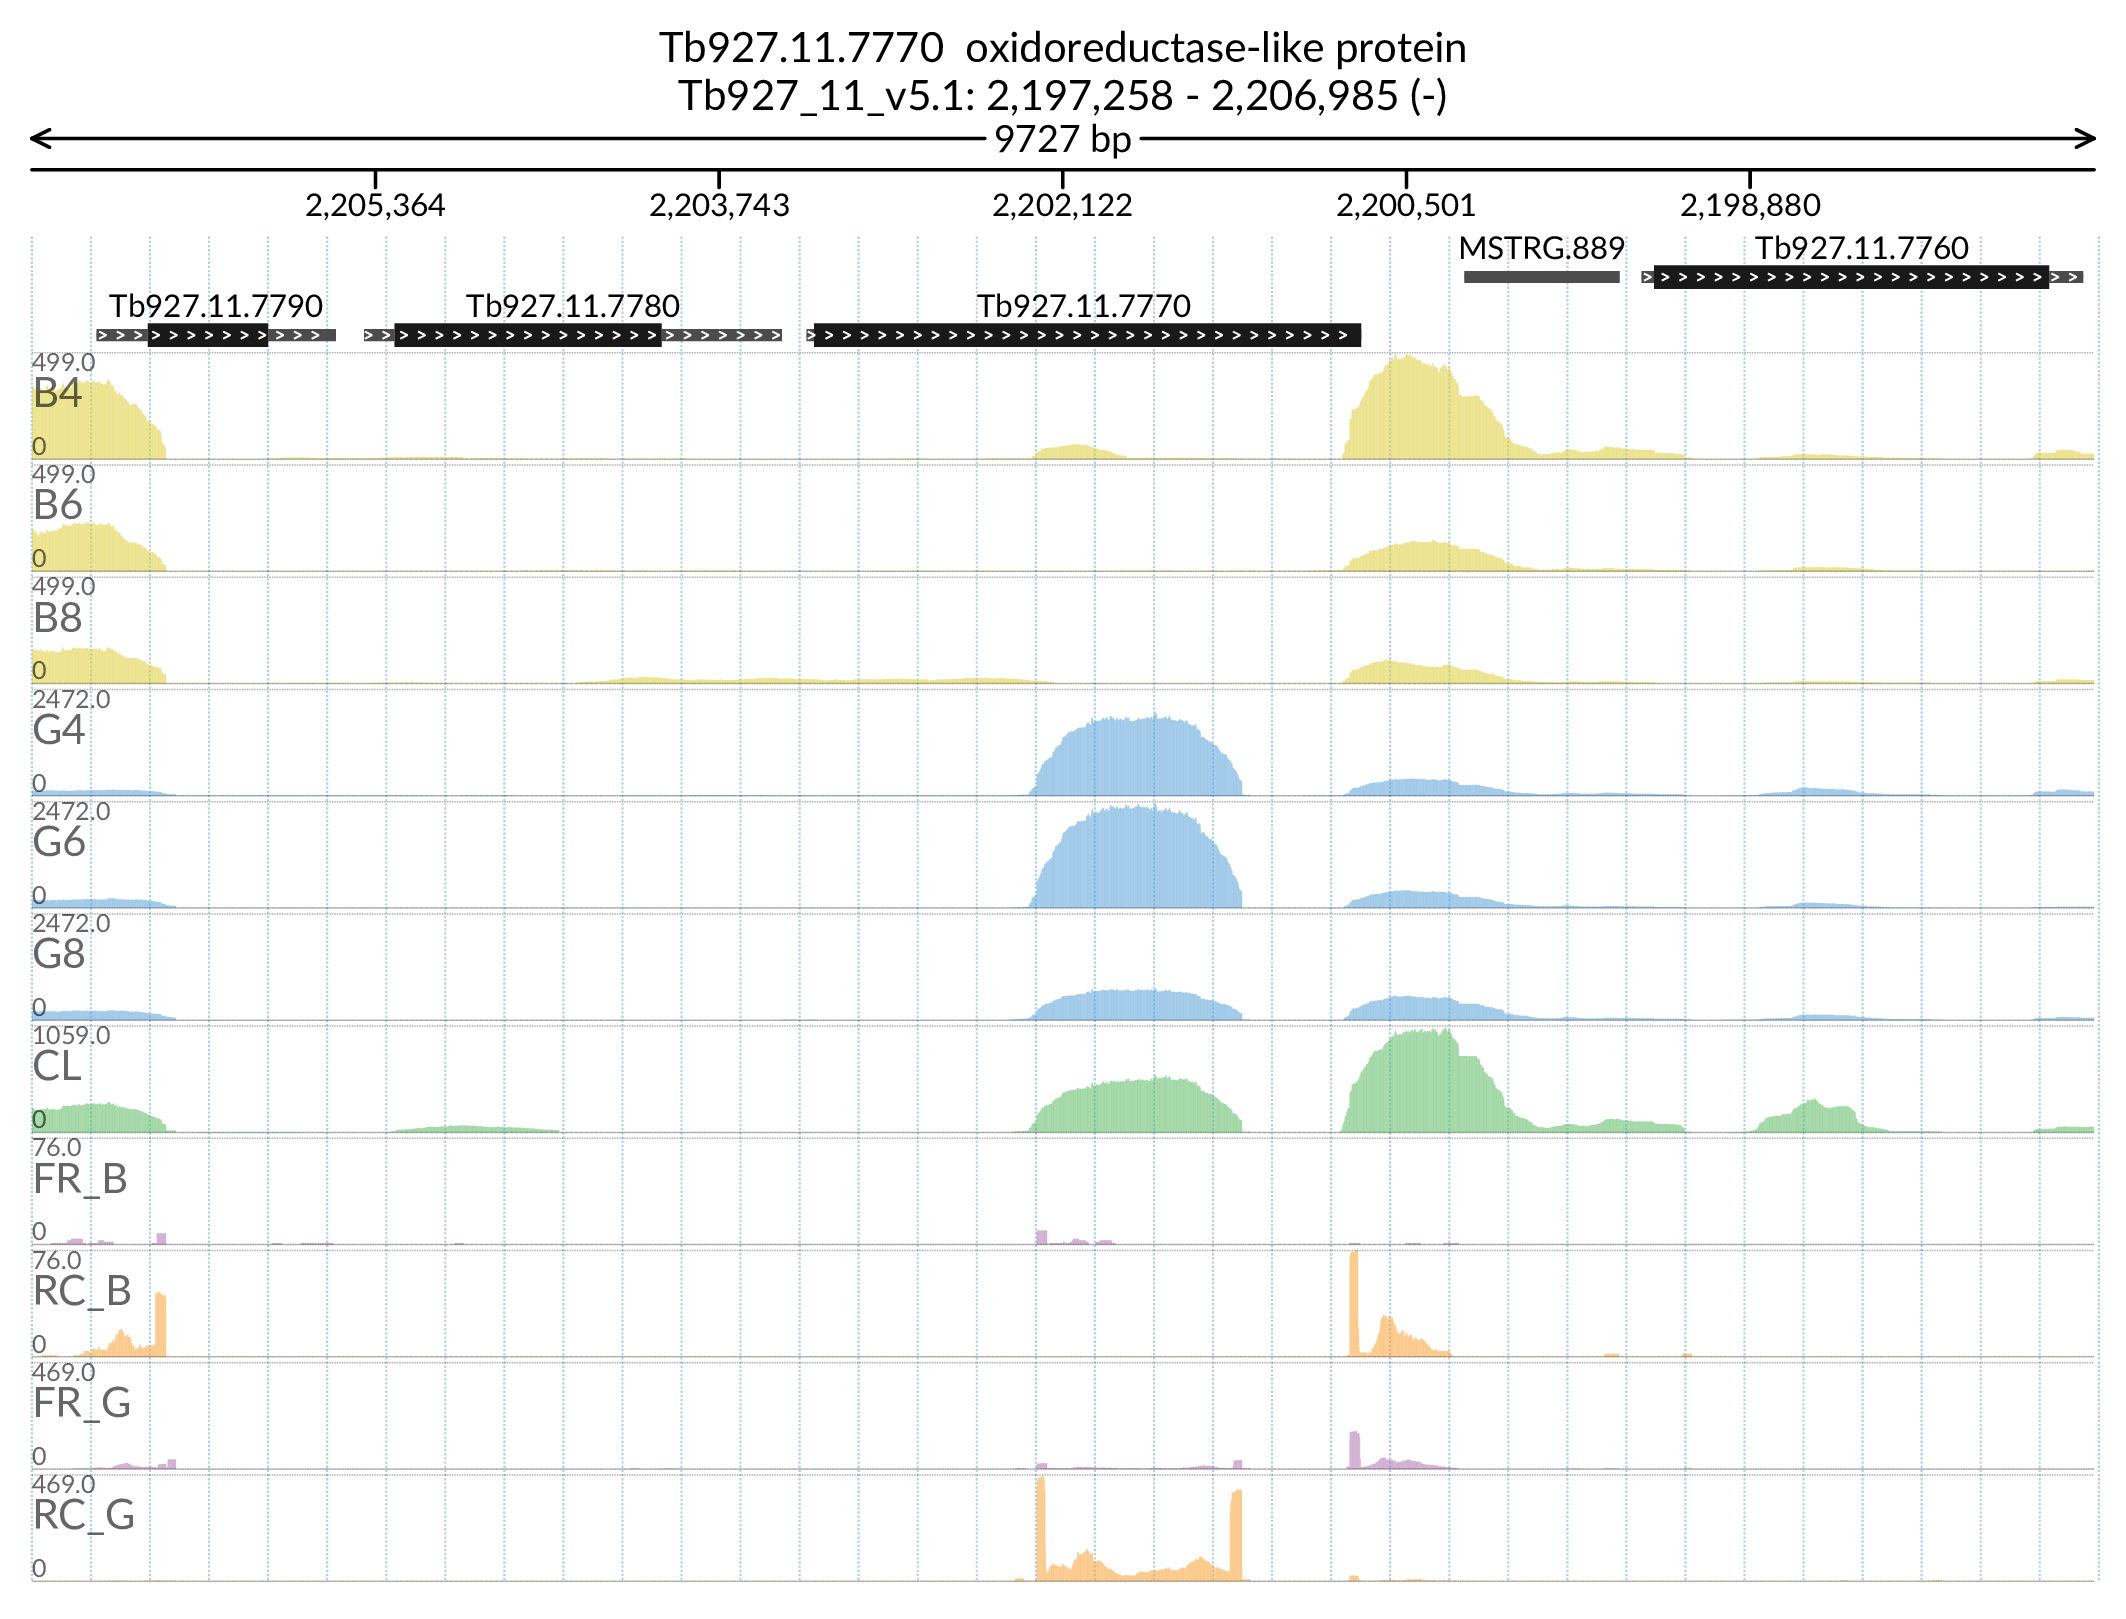 Tb927.11.7770  oxidoreductase-like protein
Tb927_11_v5.1: 2,197,258 - 2,206,985 (-)
9727 bp
2,205,364 2,203,743 2,202,122 2,200,501 2,198,880
MSTRG.889 Tb927.11.7760
Tb927.11.7790 Tb927.11.7780 Tb927.11.7770
499.0
B4
0
499.0
B6
0
499.0
B8
0
2472.0
G4
0
2472.0
G6
0
2472.0
G8
0
1059.0
CL
0
76.0
FR_B
0
76.0
RC_B
0
469.0
FR_G
0
469.0
RC_G
0